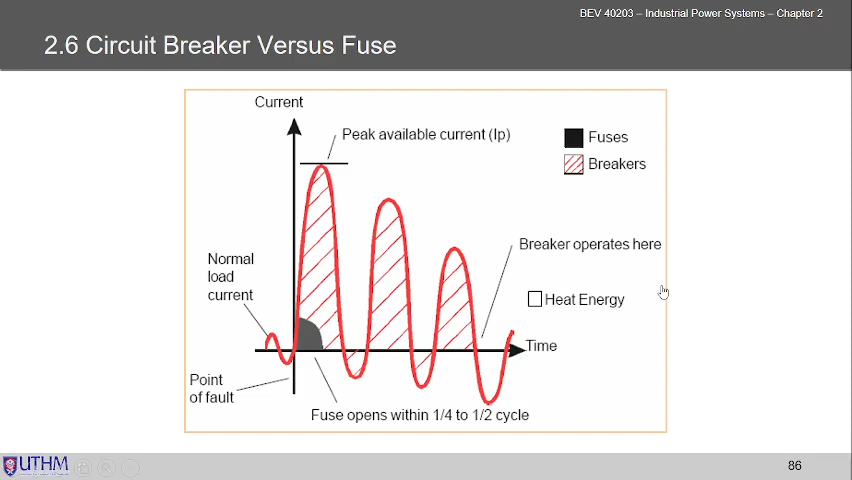 BEV 40203 – Industrial Power Systems – Chapter 2
2.6 Circuit Breaker Versus Fuse
Current
Peak available current (Ip)
Fuses
Breakers
Normal
load
current
Breaker operates here
Heat Energy
Time
Point
of fault
Fuse opens within 1/4 to 1/2 cycle
UTHM
86